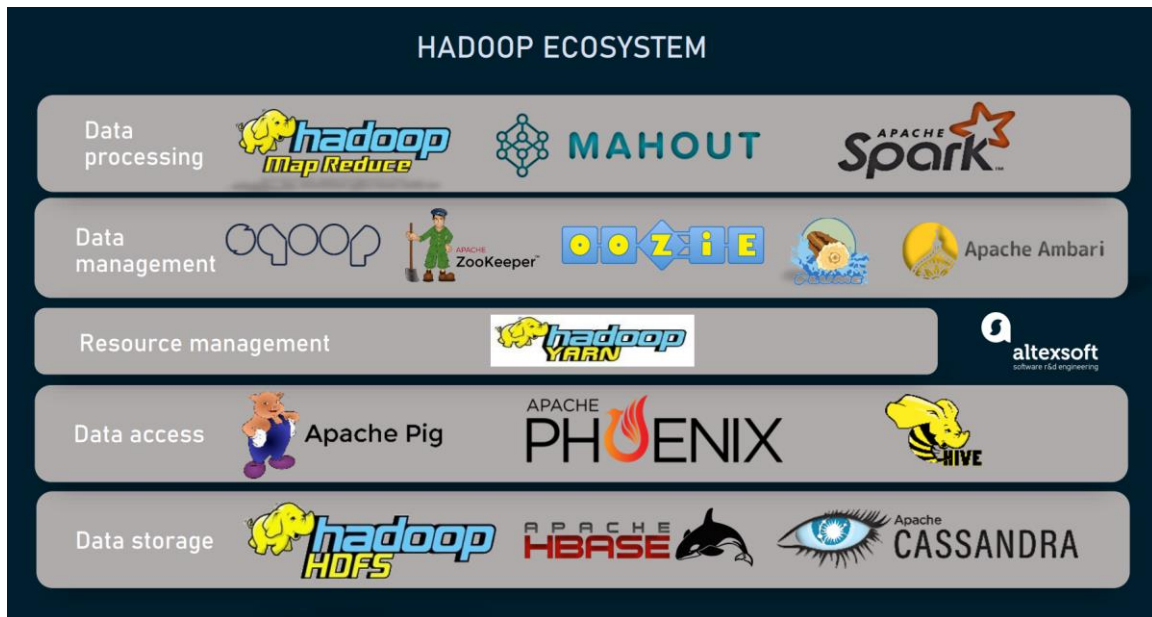 HADOOP ECOSYSTEM
Data
processing
hadoop
Map Reduce
MAHOUT
APACHE
Spark™
Data
management
sqoop
APACHE
ZooKeeper™
OOZiE
Apache Ambari
Resource management
hadoop
YARN
altexsoft
software r&d engineering
Data access
Apache Pig
APACHE
PHOENIX
HIVE
Data storage
hadoop
HDFS
APACHE
HBASE
Apache
CASSANDRA